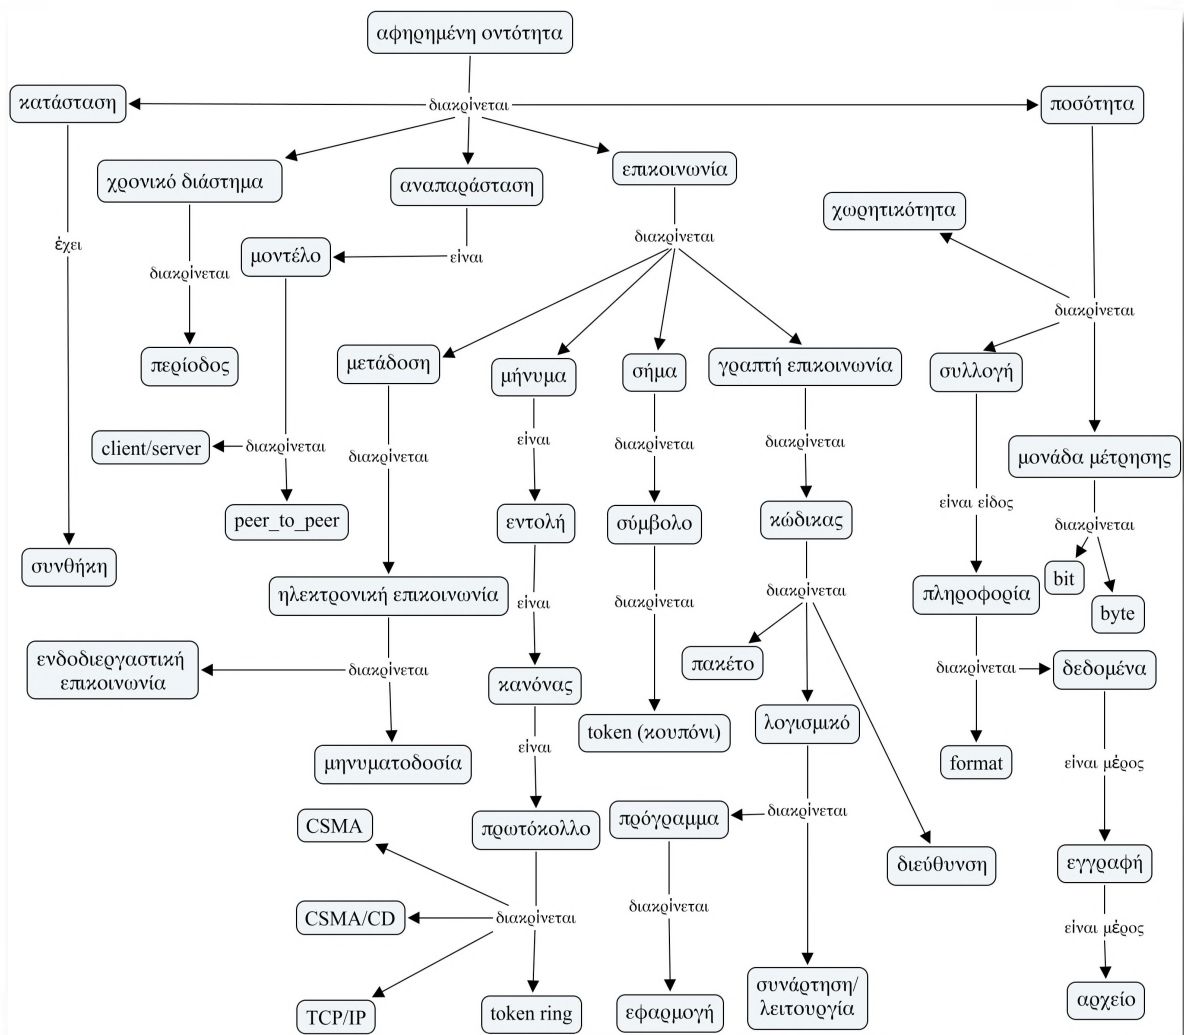 αφηρημένη οντότητα
κατάσταση
διακρίνεται
ποσότητα
χρονικό διάστημα
αναπαράσταση
επικοινωνία
χωρητικότητα
έχει
μοντέλο
είναι
διακρίνεται
διακρίνεται
διακρίνεται
περίοδος
μετάδοση
μήνυμα
σήμα
γραπτή επικοινωνία
συλλογή
client/server
διακρίνεται
διακρίνεται
είναι
διακρίνεται
διακρίνεται
μονάδα μέτρησης
peer_to_peer
εντολή
σύμβολο
κώδικας
είναι είδος
διακρίνεται
συνθήκη
ηλεκτρονική επικοινωνία
είναι
διακρίνεται
διακρίνεται
πληροφορία
bit
byte
ενδοδιεργαστική
επικοινωνία
διακρίνεται
κανόνας
πακέτο
διακρίνεται
δεδομένα
μηνυματοδοσία
είναι
token (κουπόνι)
λογισμικό
format
είναι μέρος
CSMA
πρωτόκολλο
πρόγραμμα
διακρίνεται
διεύθυνση
εγγραφή
CSMA/CD
διακρίνεται
διακρίνεται
είναι μέρος
TCP/IP
token ring
εφαρμογή
συνάρτηση/
λειτουργία
αρχείο